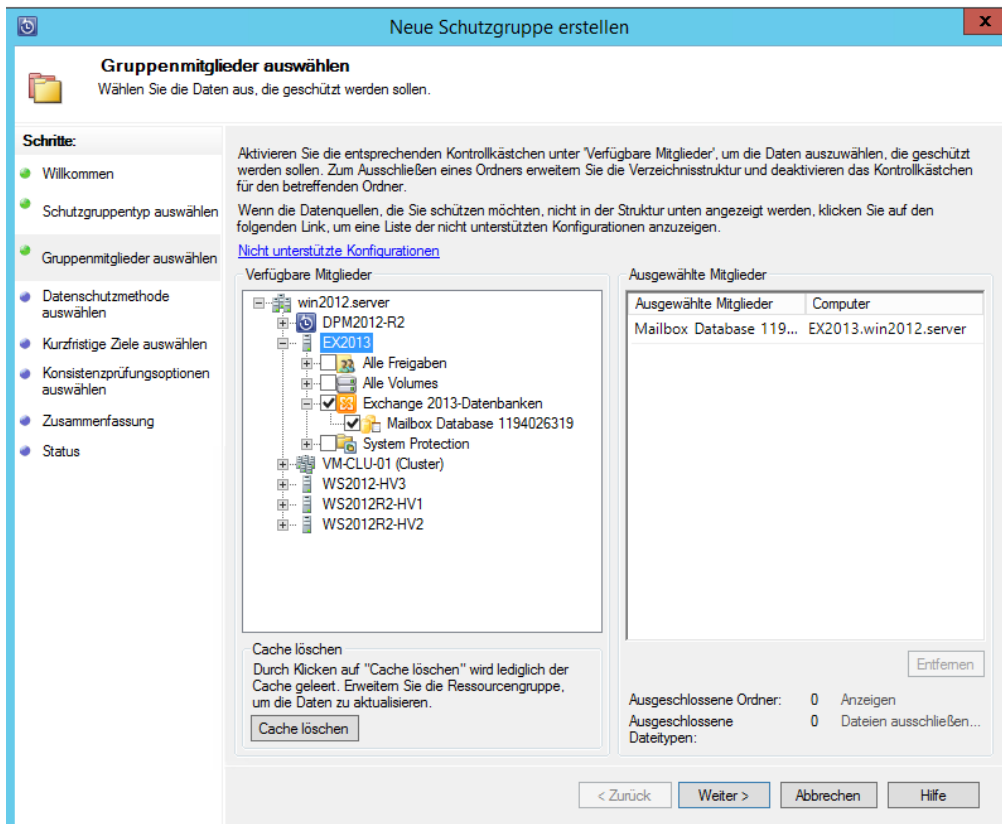 Neue Schutzgruppe erstellen
x
Gruppenmitglieder auswählen
Wählen Sie die Daten aus, die geschützt werden sollen.
Schritte:
Willkommen
Schutzgruppentyp auswählen
Gruppenmitglieder auswählen
Datenschutzmethode
auswählen
Kurzfristige Ziele auswählen
Konsistenzprüfungsoptionen
auswählen
Zusammenfassung
Status
Aktivieren Sie die entsprechenden Kontrollkästchen unter 'Verfügbare Mitglieder', um die Daten auszuwählen, die geschützt
werden sollen. Zum Ausschließen eines Ordners erweitern Sie die Verzeichnisstruktur und deaktivieren das Kontrollkästchen
für den betreffenden Ordner.
Wenn die Datenquellen, die Sie schützen möchten, nicht in der Struktur unten angezeigt werden, klicken Sie auf den
folgenden Link, um eine Liste der nicht unterstützten Konfigurationen anzuzeigen.
Nicht unterstützte Konfigurationen
Verfügbare Mitglieder
win2012.server
DPM2012-R2
EX2013
Alle Freigaben
Alle Volumes
Exchange 2013-Datenbanken
Mailbox Database 1194026319
System Protection
VM-CLU-01 (Cluster)
WS2012-HV3
WS2012R2-HV1
WS2012R2-HV2
Cache löschen
Durch Klicken auf "Cache löschen" wird lediglich der
Cache geleert. Erweitern Sie die Ressourcengruppe,
um die Daten zu aktualisieren.
Cache löschen
Ausgewählte Mitglieder
Ausgewählte Mitglieder Computer
Mailbox Database 119... EX2013.win2012.server
Entfernen
Ausgeschlossene Ordner: 0 Anzeigen
Ausgeschlossene 0 Dateien ausschließen...
Dateitypen:
< Zurück Weiter > Abbrechen Hilfe